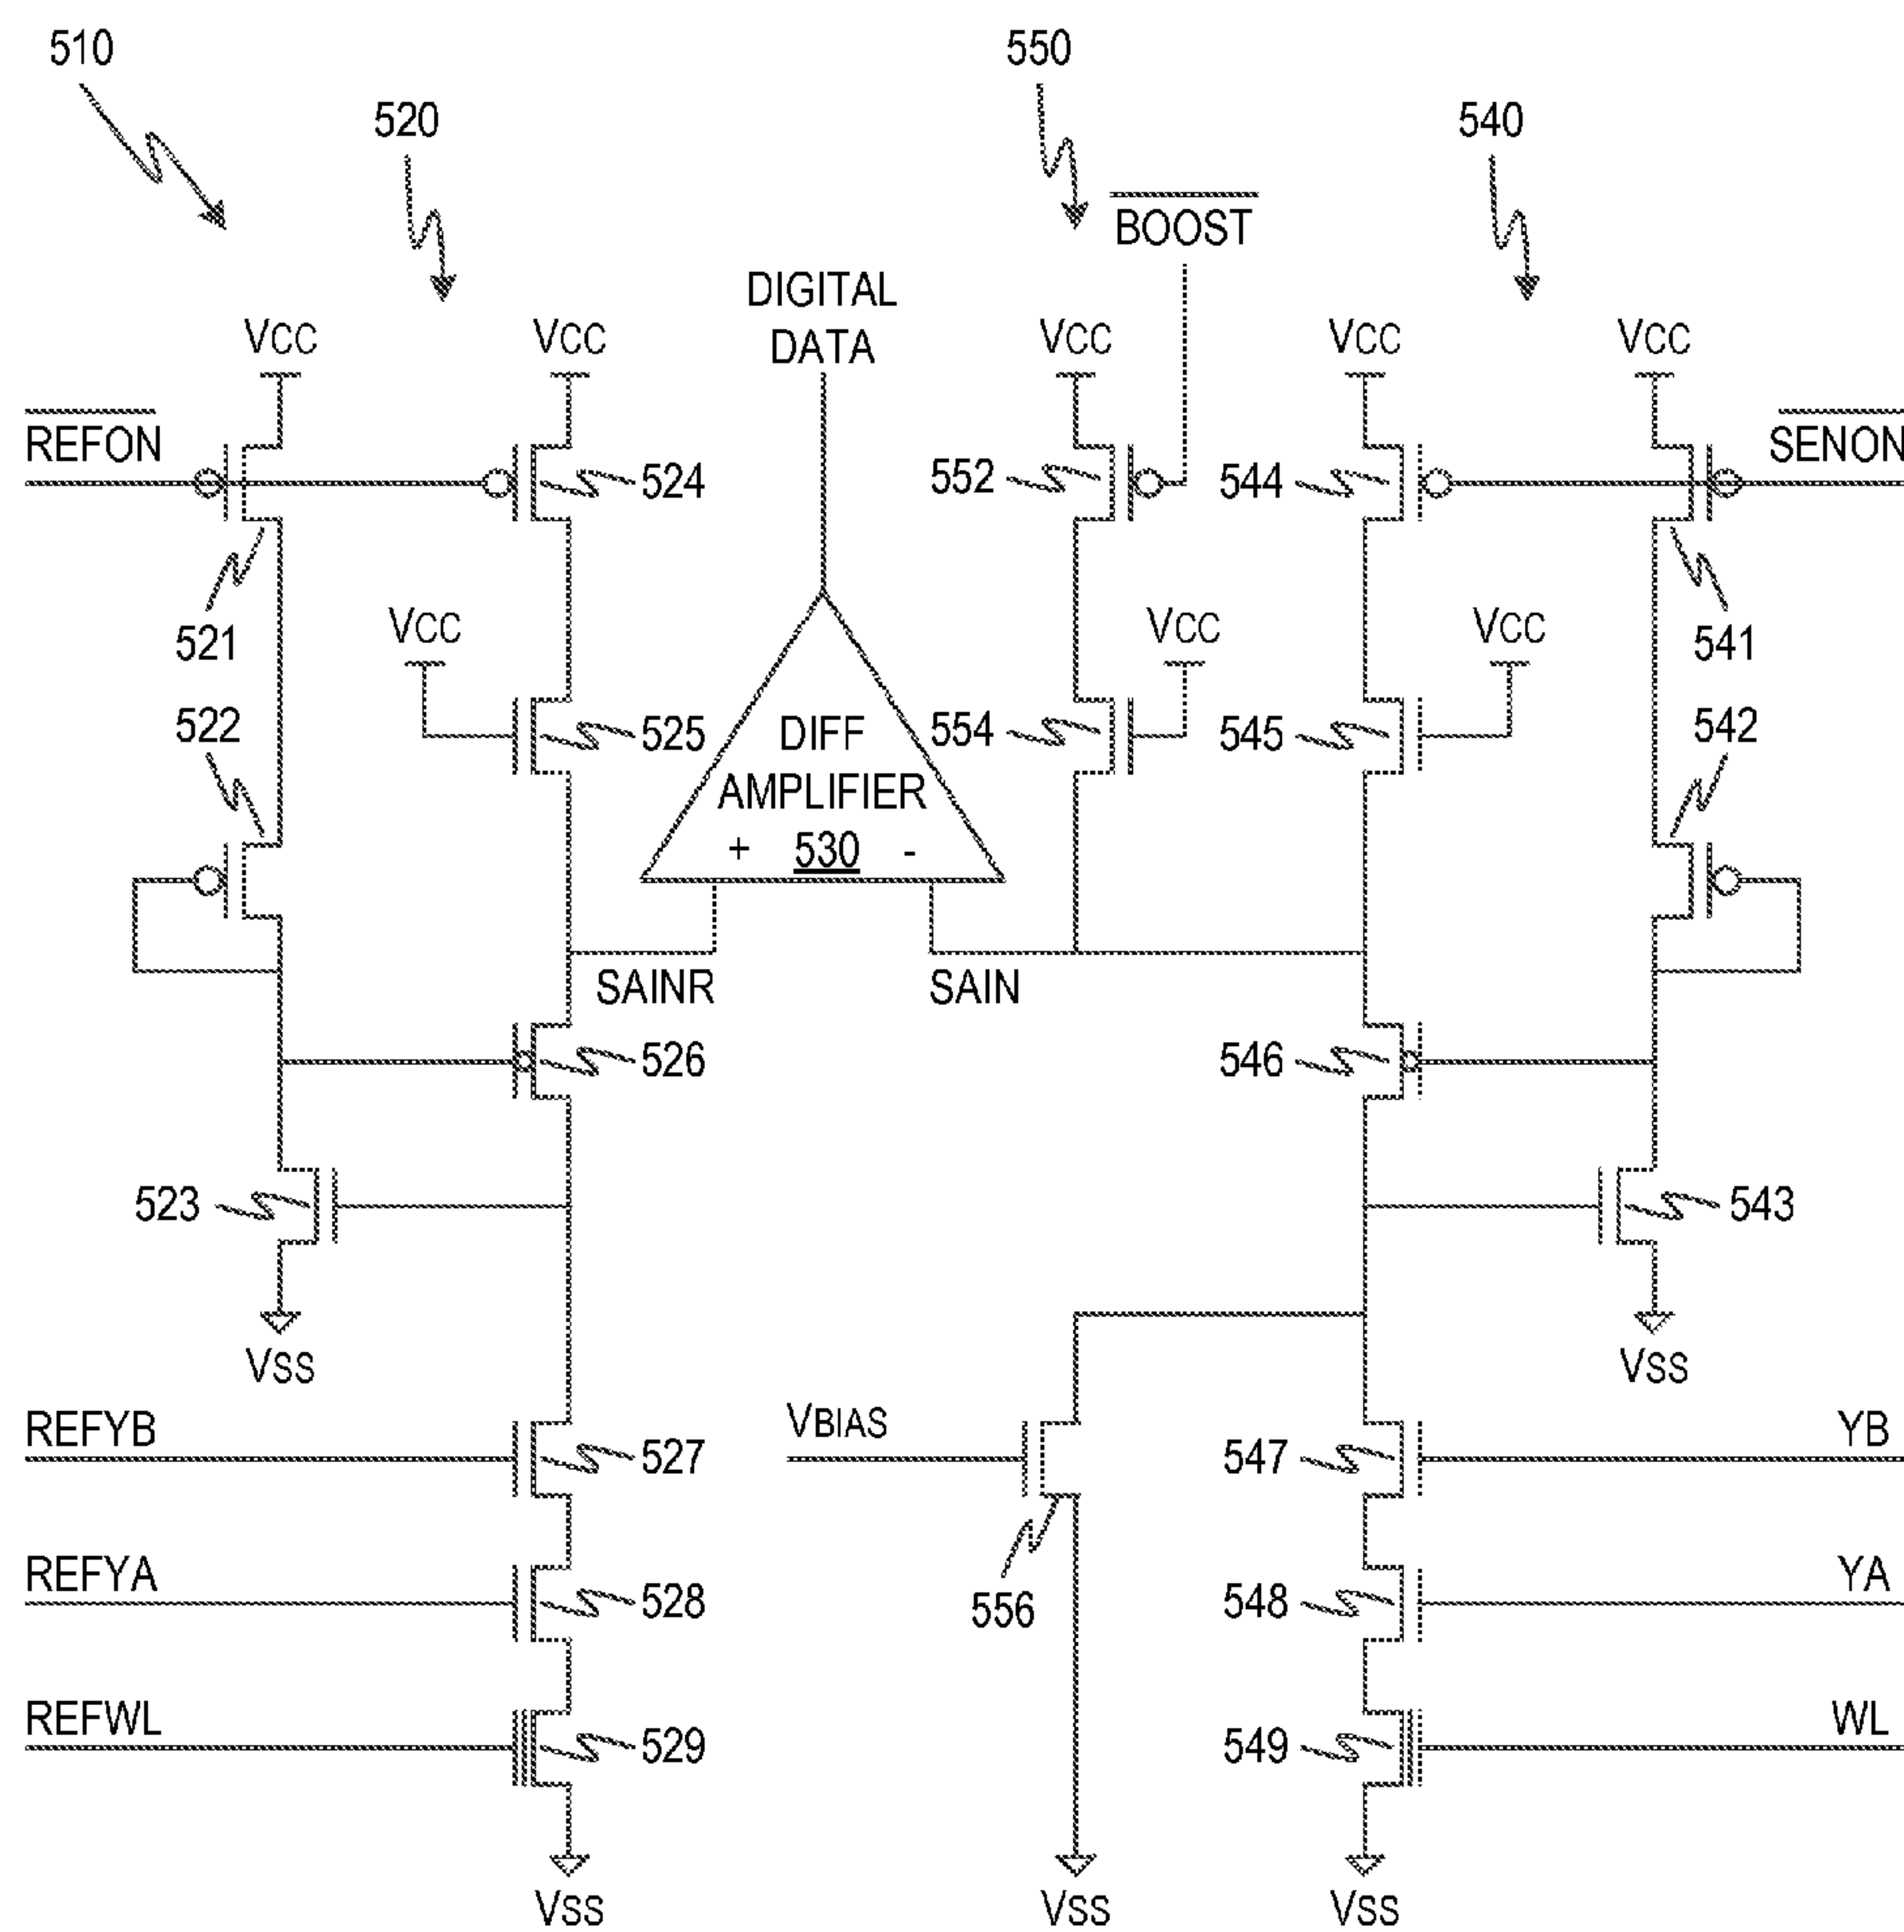 510
550
520
540
BOOST
DIGITAL
DATA
VCC VCC VCC VCC VCC
REFON
SENON
524
552
544
521
541
VCC VCC VCC
522
542
525
554
545
DIFF
AMPLIFIER
+ 530 -
SAINR
SAIN
526
546
523
543
VSS
VSS
REFYB
VBIAS
YB
527
547
REFYA
YA
528
556
548
REFWL
WL
529
549
VSS VSS VSS